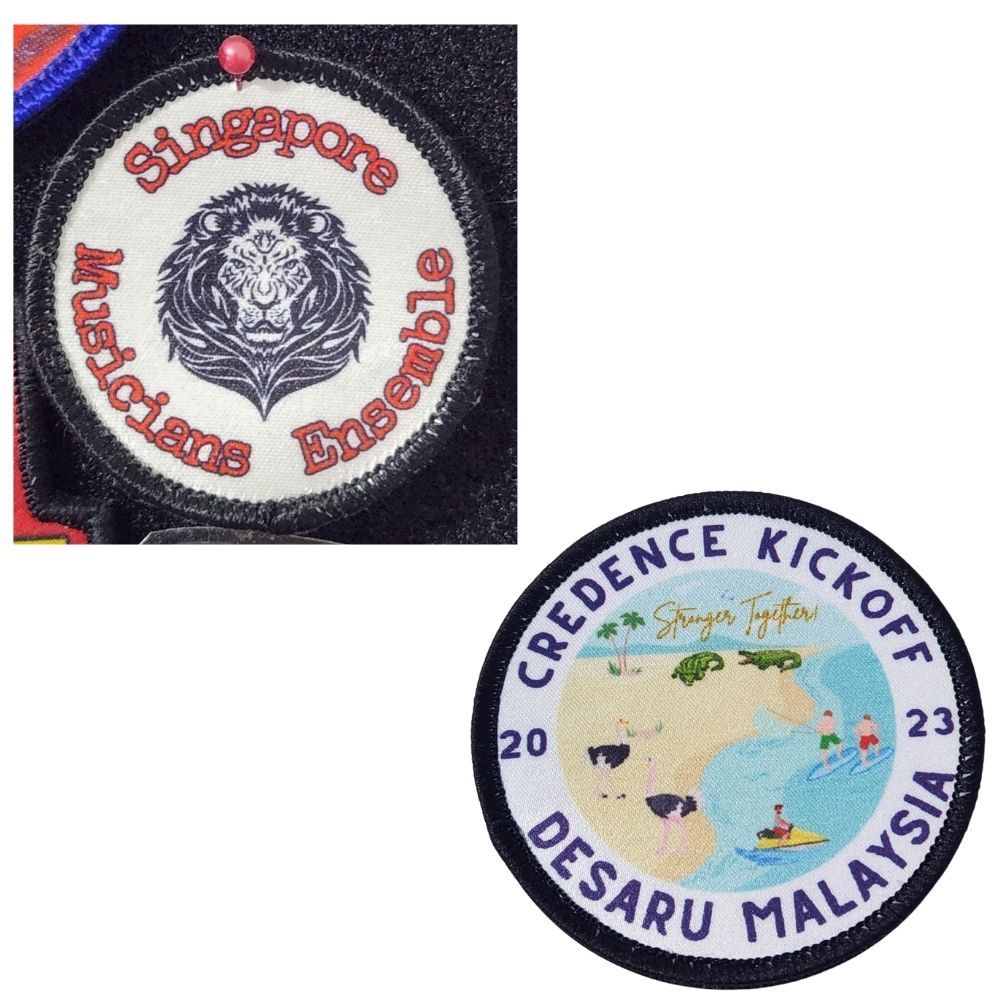 Singapore
Musicians Ensemble
CREDENCE KICKOFF
Stronger Together!
20 23
DESARU MALAYSIA